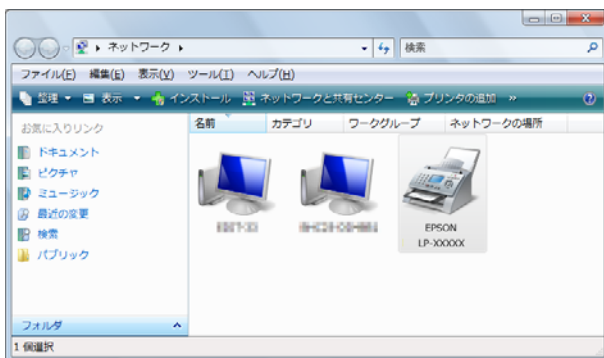 ネットワーク
検索
ファイル(F) 編集(E) 表示(V) ツール(T) ヘルプ(H)
整理 表示 インストール ネットワークと共有センター プリンタの追加 »
お気に入りリンク
名前 カテゴリ ワークグループ ネットワークの場所
ドキュメント
ピクチャ
ミュージック
最近の変更
検索
パブリック
EPSON
LP-XXXXX
フォルダ
1 個選択